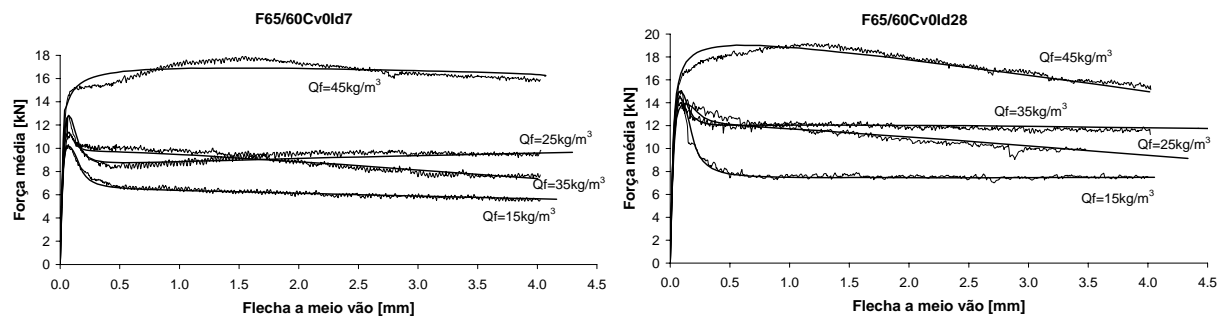 F65/60Cv0Id7
Força média [kN]
18
16
14
12
10
8
6
4
2
0
Qf=45kg/m³
Qf=25kg/m³
Qf=35kg/m³
Qf=15kg/m³
0.0 0.5 1.0 1.5 2.0 2.5 3.0 3.5 4.0 4.5
Flecha a meio vão [mm]
F65/60Cv0Id28
Força média [kN]
20
18
16
14
12
10
8
6
4
2
0
Qf=45kg/m³
Qf=35kg/m³
Qf=25kg/m³
Qf=15kg/m³
0.0 0.5 1.0 1.5 2.0 2.5 3.0 3.5 4.0 4.5
Flecha a meio vão [mm]